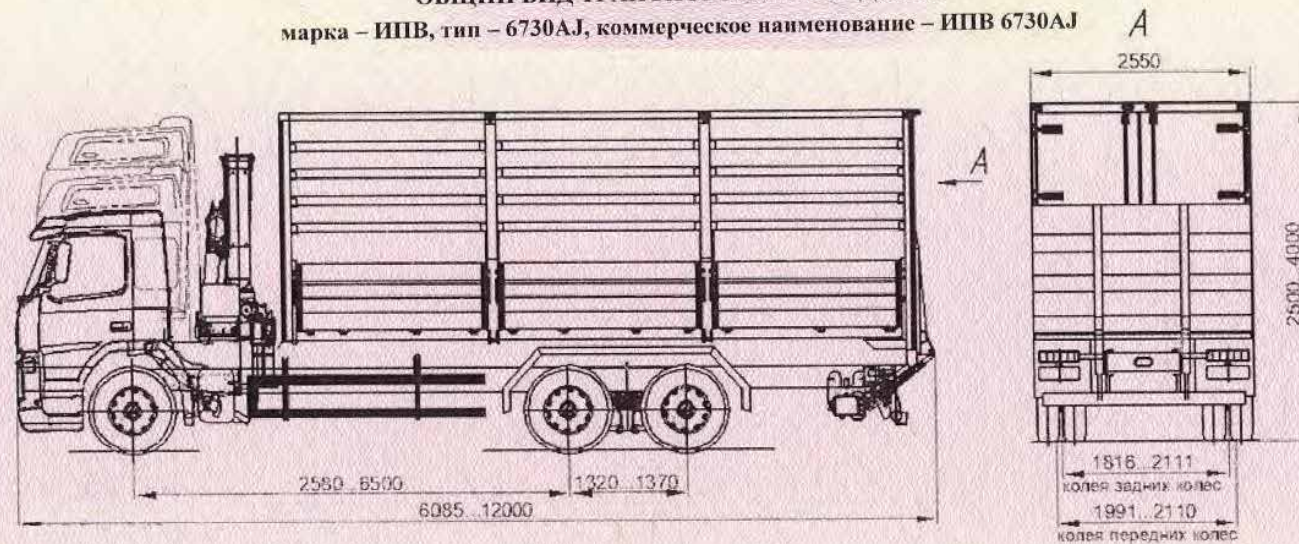 марка – ИПВ, тип – 6730AJ, коммерческое наименование – ИПВ 6730AJ
A
2550
A
2500...4000
2580...6500
1320...1370
6085...12000
1816...2111
колея задних колес
1991...2110
колея передних колес